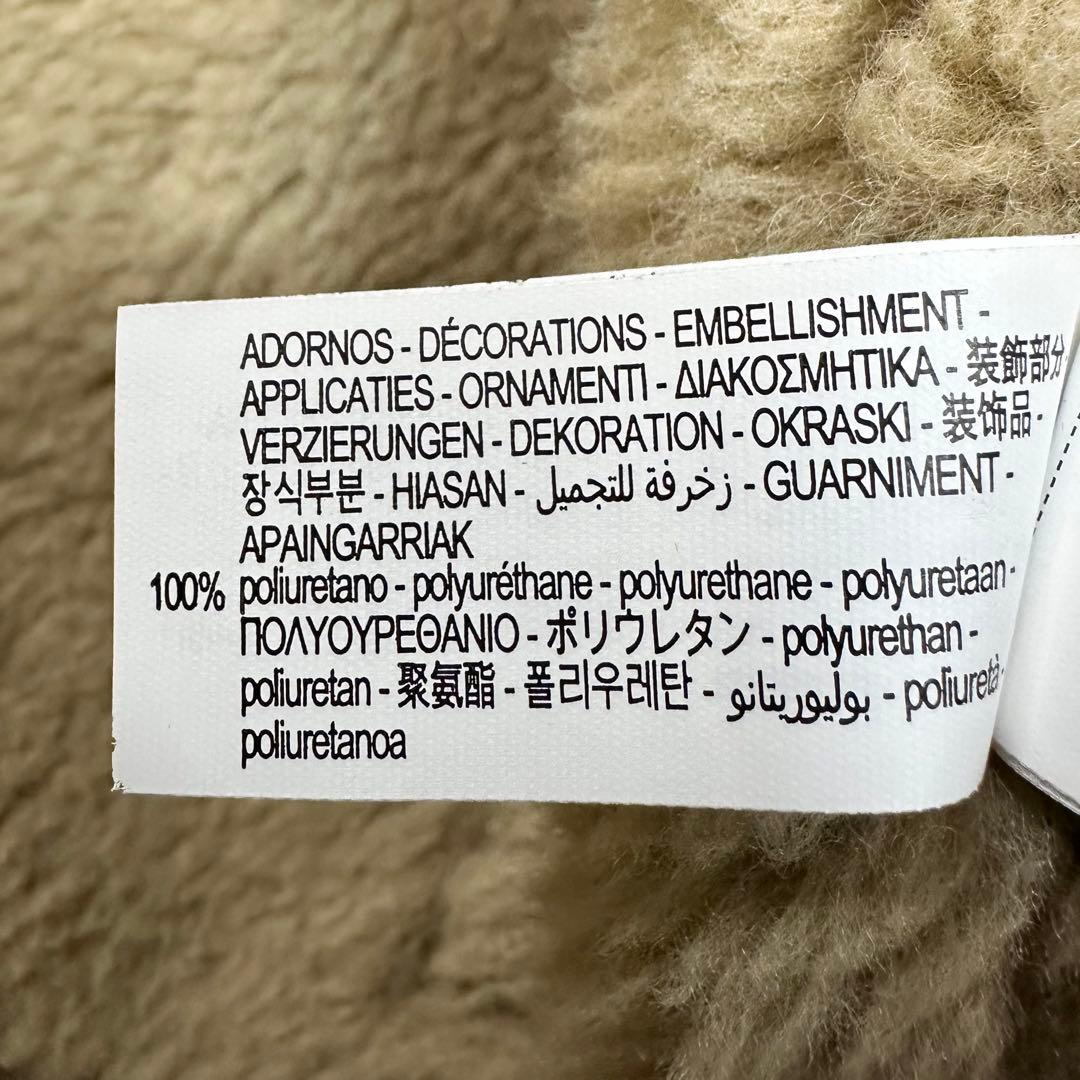 ADORNOS - DÉCORATIONS - EMBELLISHMENT -
APPLICATIES - ORNAMENTI - ΔΙΑΚΟΣΜΗΤΙΚΑ - 装飾部分
VERZIERUNGEN - DEKORATION - OKRASKI - 装饰品 -
장식부분 - HIASAN - زخرفة للتجميل - GUARNIMENT -
APAINGARRIAK
100% poliuretano - polyuréthane - polyurethane - polyuretaan -
ΠΟΛΥΟΥΡΕΘΑΝΙΟ - ポリウレタン - polyurethan -
poliuretan - 聚氨酯 - 폴리우레탄 - بوليوريتانو - poliuretà -
poliuretanoa